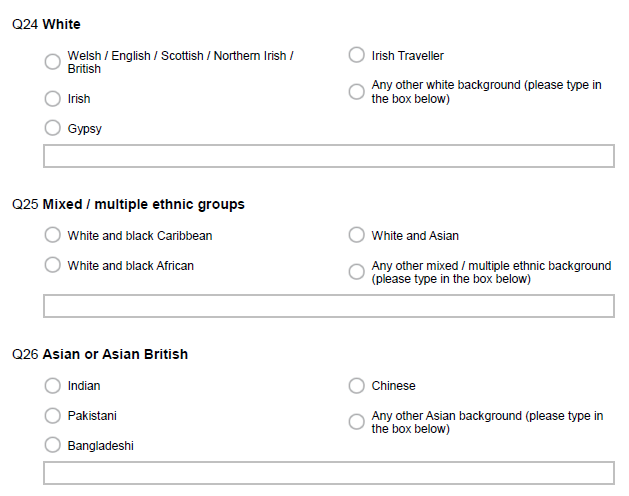 Q24 White
Welsh / English / Scottish / Northern Irish /
British
Irish
Gypsy
Irish Traveller
Any other white background (please type in
the box below)
Q25 Mixed / multiple ethnic groups
White and black Caribbean
White and black African
White and Asian
Any other mixed / multiple ethnic background
(please type in the box below)
Q26 Asian or Asian British
Indian
Pakistani
Bangladeshi
Chinese
Any other Asian background (please type in
the box below)